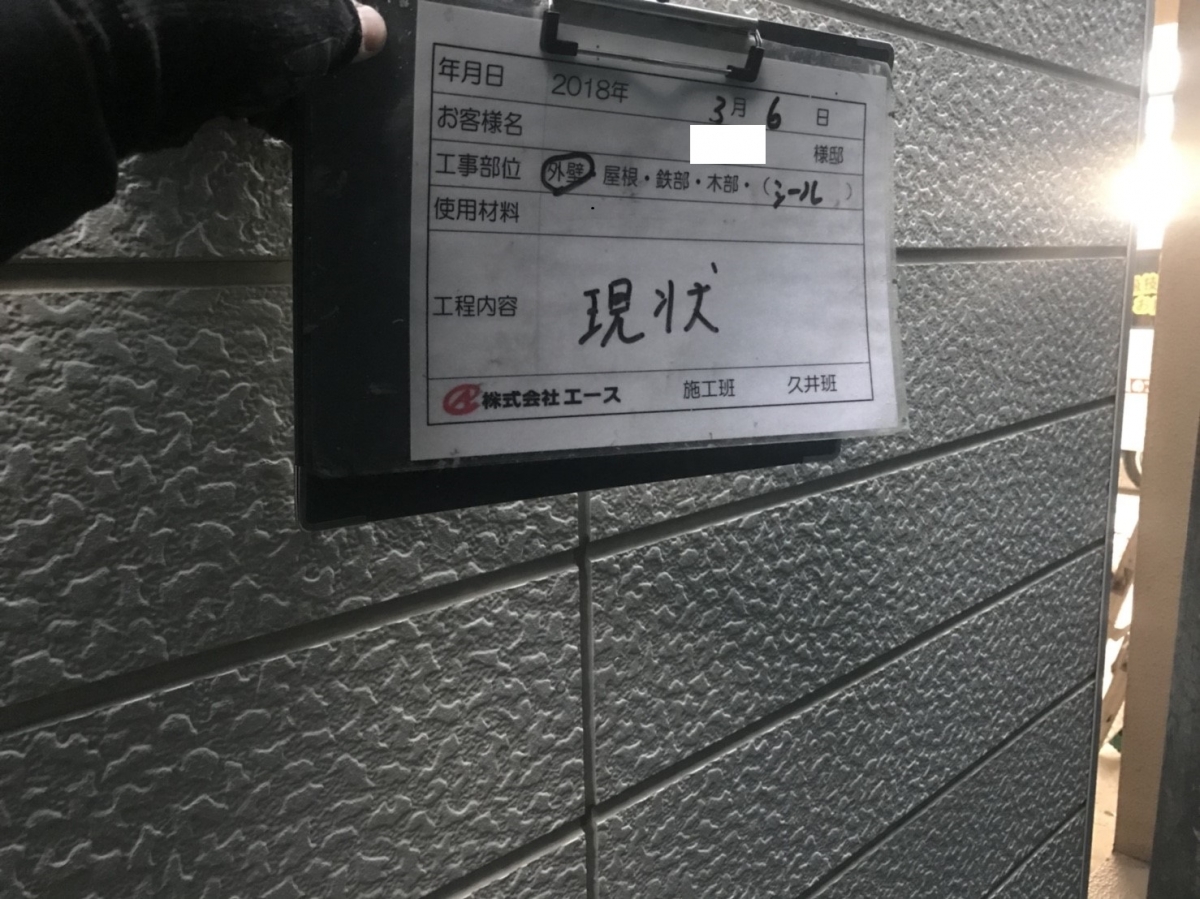 年月日 2018年 3月 6 日
お客様名 様邸
工事部位 外壁・屋根・鉄部・木部・(シール)
使用材料
工程内容 現状
株式会社エース 施工班 久井班